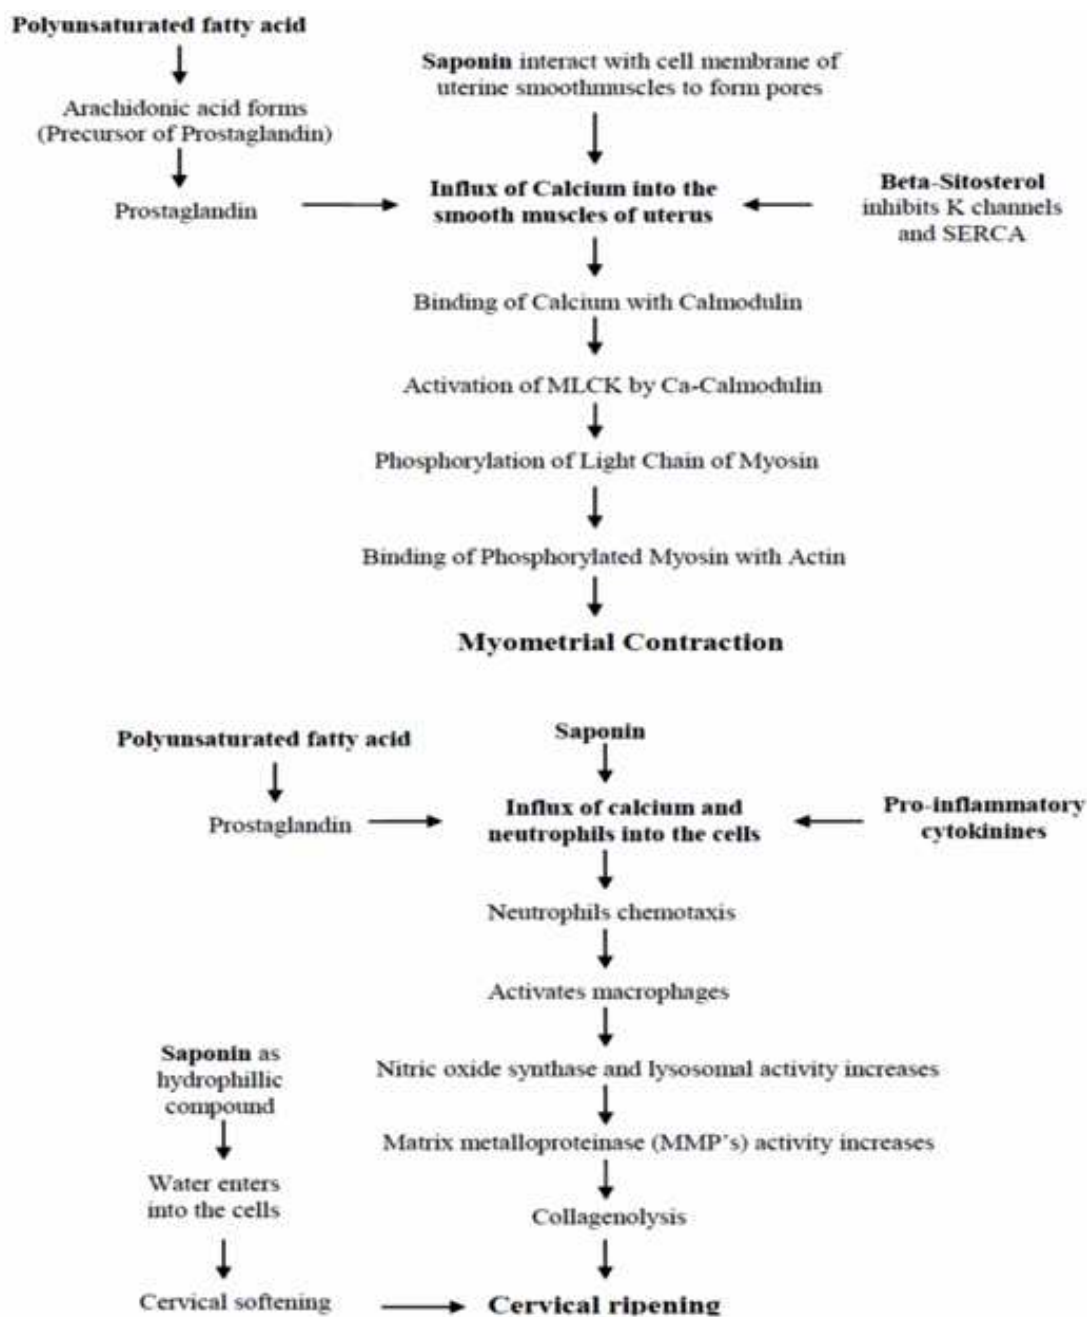 Polyunsaturated fatty acid
Arachidonic acid forms
(Precursor of Prostaglandin)
Prostaglandin
Saponin interact with cell membrane of
uterine smoothmuscles to form pores
Influx of Calcium into the
smooth muscles of uterus
Beta-Sitosterol
inhibits K channels
and SERCA
Binding of Calcium with Calmodulin
Activation of MLCK by Ca-Calmodulin
Phosphorylation of Light Chain of Myosin
Binding of Phosphorylated Myosin with Actin
Myometrial Contraction
Polyunsaturated fatty acid
Prostaglandin
Saponin
Influx of calcium and
neutrophils into the cells
Pro-inflammatory
cytokinines
Neutrophils chemotaxis
Activates macrophages
Nitric oxide synthase and lysosomal activity increases
Matrix metalloproteinase (MMP's) activity increases
Collagenolysis
Saponin as
hydrophillic
compound
Water enters
into the cells
Cervical softening
Cervical ripening